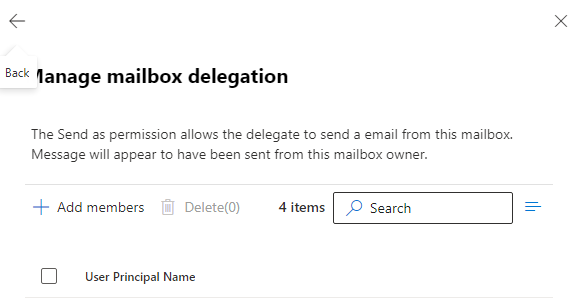 Back
Manage mailbox delegation
The Send as permission allows the delegate to send a email from this mailbox.
Message will appear to have been sent from this mailbox owner.
Add members Delete(0) 4 items Search
User Principal Name